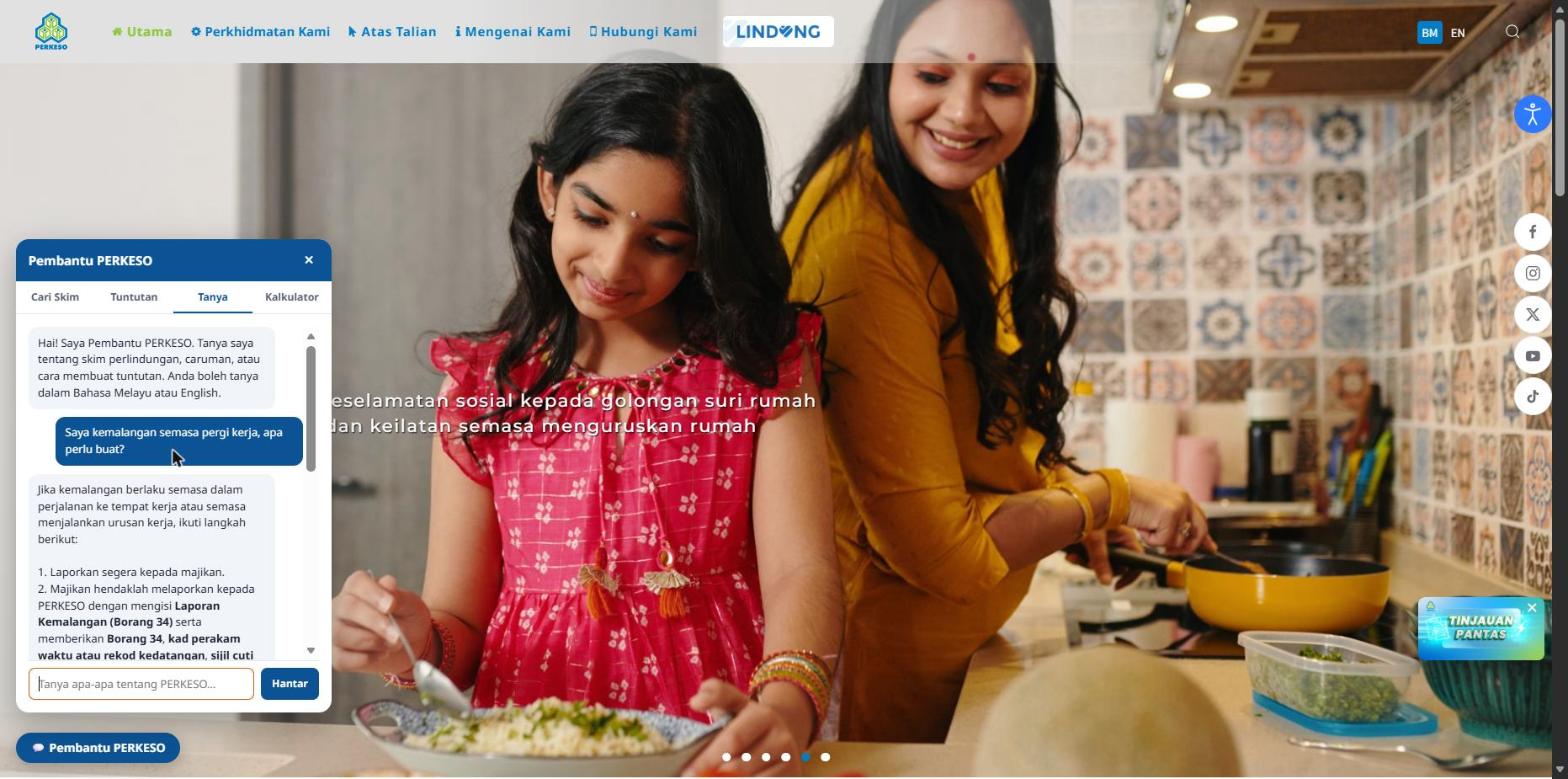 PERKESO
Utama
Perkhidmatan Kami
Atas Talian
Mengenai Kami
Hubungi Kami
LINDUNG
BM
EN
Pembantu PERKESO
Cari Skim
Tuntutan
Tanya
Kalkulator
Hai! Saya Pembantu PERKESO. Tanya saya
tentang skim perlindungan, caruman, atau
cara membuat tuntutan. Anda boleh tanya
dalam Bahasa Melayu atau English.
Saya kemalangan semasa pergi kerja, apa
perlu buat?
eselamatan sosial kepada golongan suri rumah
dan keilatan semasa menguruskan rumah
Jika kemalangan berlaku semasa dalam
perjalanan ke tempat kerja atau semasa
menjalankan urusan kerja, ikuti langkah
berikut:
1. Laporkan segera kepada majikan.
2. Majikan hendaklah melaporkan kepada
PERKESO dengan mengisi Laporan
Kemalangan (Borang 34) serta
memberikan Borang 34, kad perakam
waktu atau rekod kedatangan, sijil cuti
Tanya apa-apa tentang PERKESO...
Hantar
TINJAUAN
PANTAS
Pembantu PERKESO